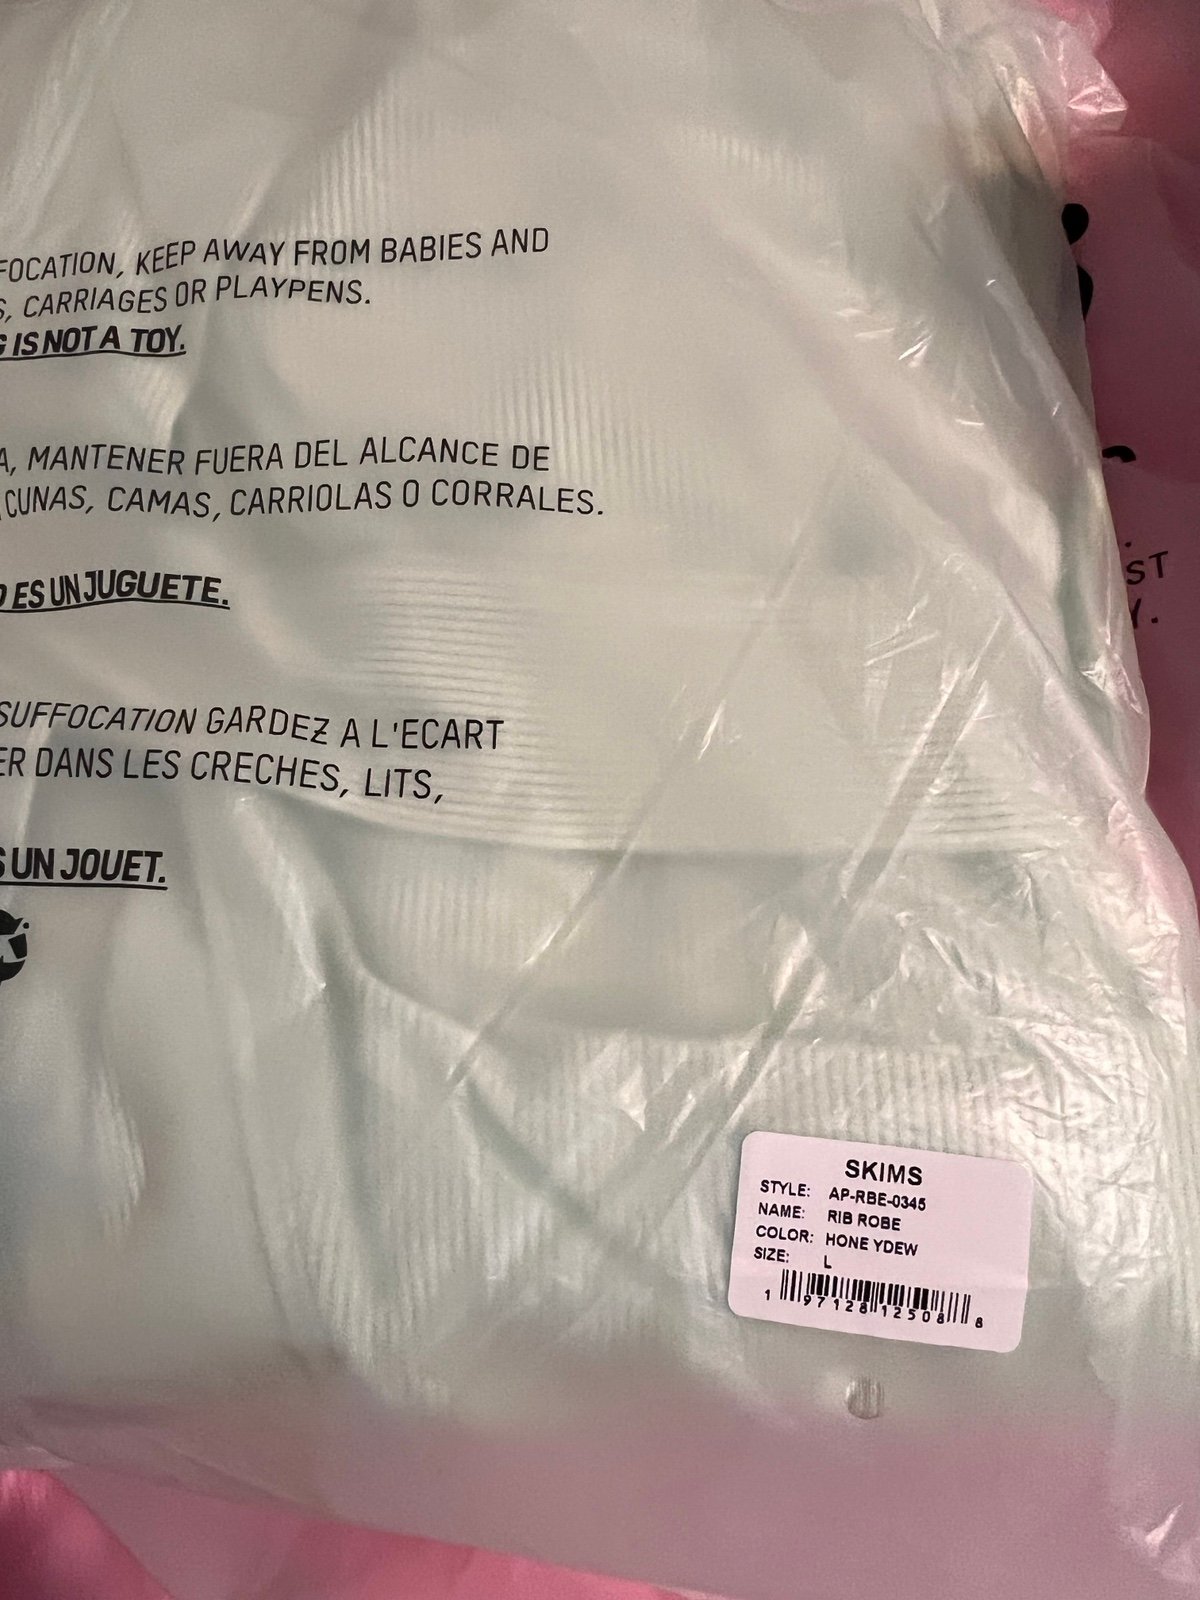 FOCATION, KEEP AWAY FROM BABIES AND
S, CARRIAGES OR PLAYPENS.
G IS NOT A TOY.
A, MANTENER FUERA DEL ALCANCE DE
CUNAS, CAMAS, CARRIOLAS O CORRALES.
O ES UN JUGUETE.
SUFFOCATION GARDEZ A L'ECART
ER DANS LES CRECHES, LITS,
S UN JOUET.
ST
Y.
SKIMS
STYLE: AP-RBE-0345
NAME: RIB ROBE
COLOR: HONE YDEW
SIZE: L
1 97128 12508 8